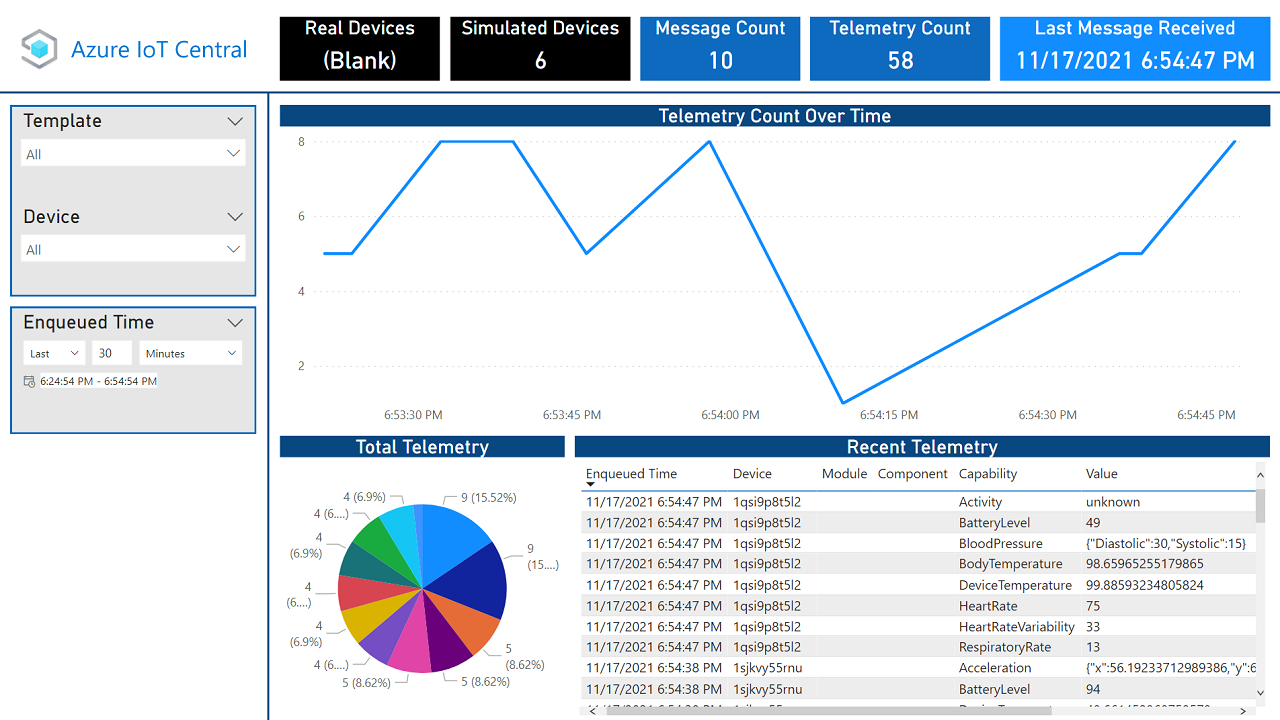 Azure IoT Central
Real Devices
(Blank)
Simulated Devices
6
Message Count
10
Telemetry Count
58
Last Message Received
11/17/2021 6:54:47 PM
Template
All
Device
All
Enqueued Time
Last 30 Minutes
6:24:54 PM - 6:54:54 PM
Telemetry Count Over Time
8
6
4
2
6:53:30 PM 6:53:45 PM 6:54:00 PM 6:54:15 PM 6:54:30 PM 6:54:45 PM
Total Telemetry
9 (15.52%)
9
(15....)
5
(8.62%)
5 (8.62%)
5 (8.62%)
4 (6....)
4
(6.9%)
4
(6....)
4
(6.9%)
4 (6....)
4 (6.9%)
Recent Telemetry
Enqueued Time Device Module Component Capability Value
11/17/2021 6:54:47 PM 1qsi9p8t5l2 Activity unknown
11/17/2021 6:54:47 PM 1qsi9p8t5l2 BatteryLevel 49
11/17/2021 6:54:47 PM 1qsi9p8t5l2 BloodPressure {"Diastolic":30,"Systolic":15}
11/17/2021 6:54:47 PM 1qsi9p8t5l2 BodyTemperature 98.65965255179865
11/17/2021 6:54:47 PM 1qsi9p8t5l2 DeviceTemperature 99.88593234805824
11/17/2021 6:54:47 PM 1qsi9p8t5l2 HeartRate 75
11/17/2021 6:54:47 PM 1qsi9p8t5l2 HeartRateVariability 33
11/17/2021 6:54:47 PM 1qsi9p8t5l2 RespiratoryRate 13
11/17/2021 6:54:38 PM 1sjkvy55rnu Acceleration {"x":56.19233712989386,"y":6
11/17/2021 6:54:38 PM 1sjkvy55rnu BatteryLevel 94